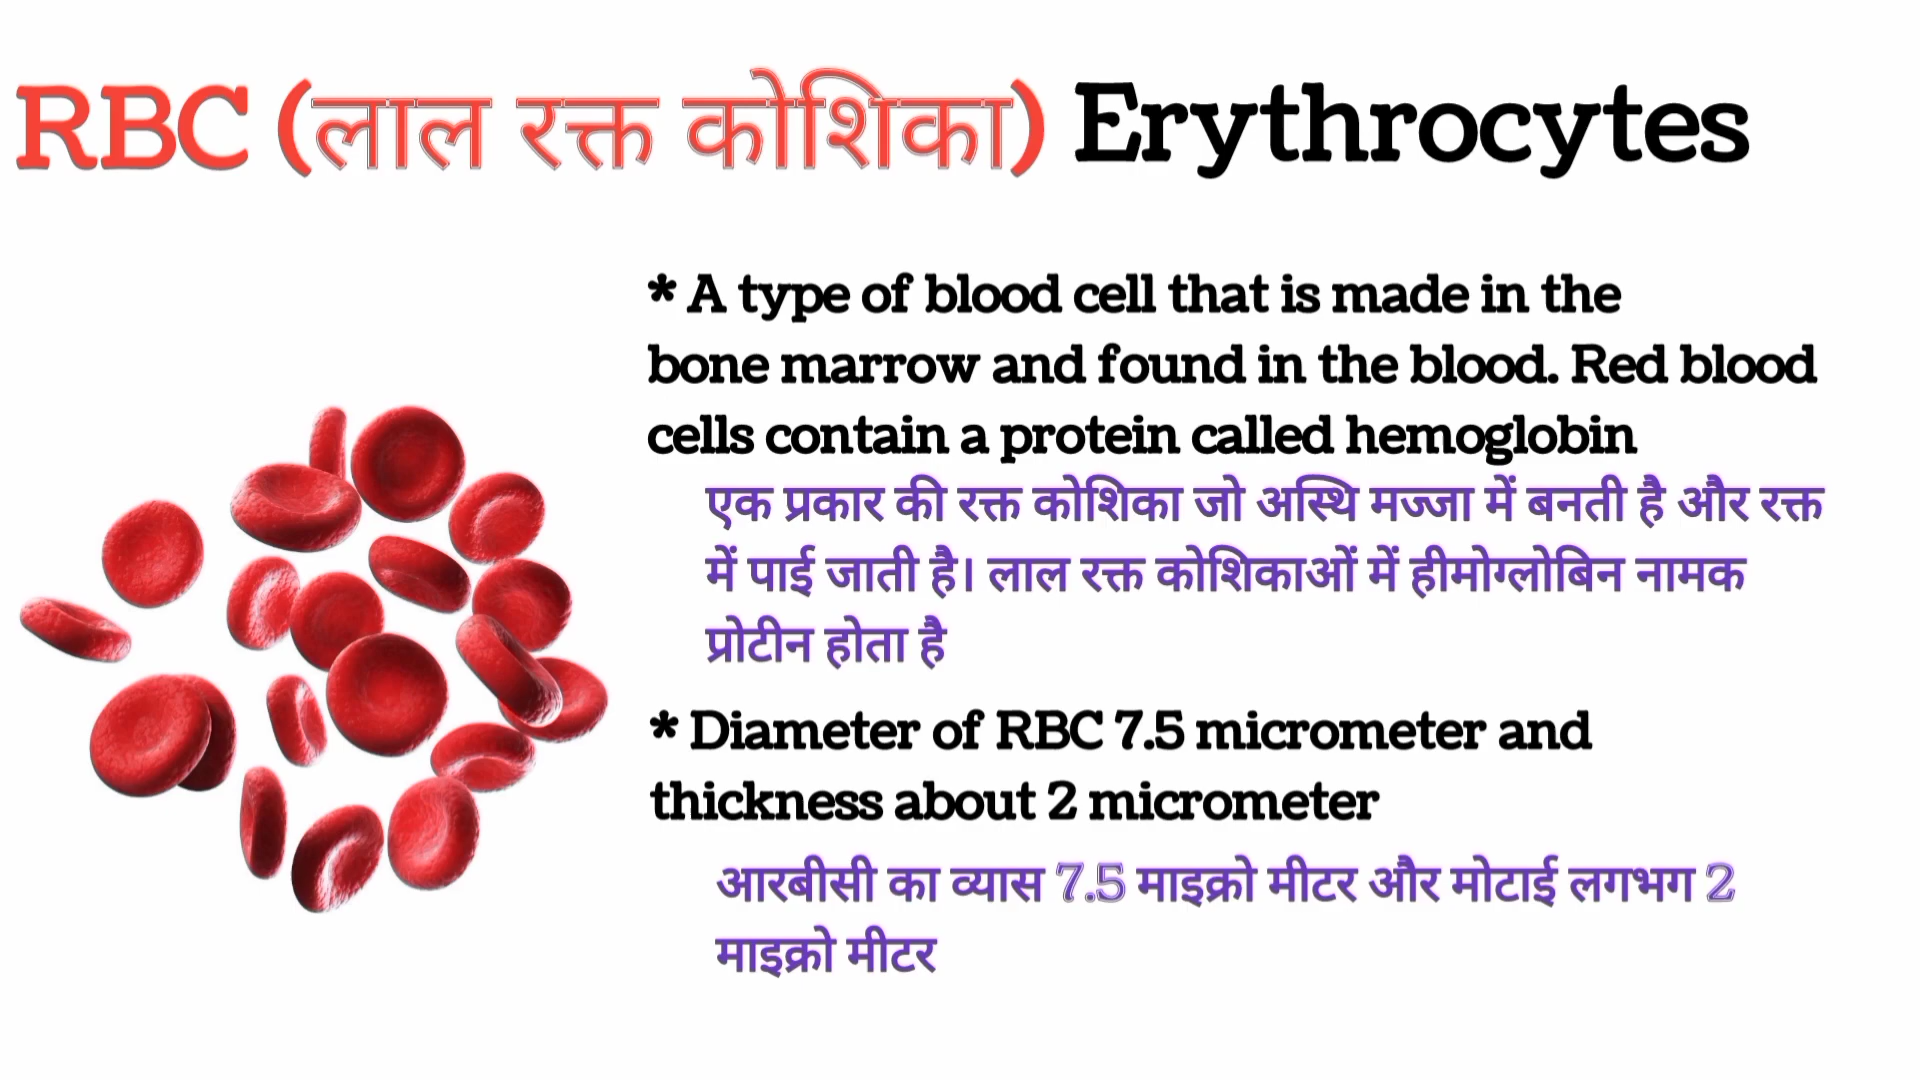 RBC (लाल रक्त कोशिका) Erythrocytes
* A type of blood cell that is made in the
bone marrow and found in the blood. Red blood
cells contain a protein called hemoglobin
एक प्रकार की रक्त कोशिका जो अस्थि मज्जा में बनती है और रक्त
में पाई जाती है। लाल रक्त कोशिकाओं में हीमोग्लोबिन नामक
प्रोटीन होता है
* Diameter of RBC 7.5 micrometer and
thickness about 2 micrometer
आरबीसी का व्यास 7.5 माइक्रो मीटर और मोटाई लगभग 2
माइक्रो मीटर